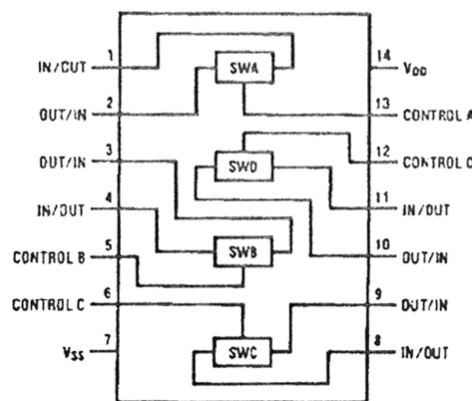 1
IN/OUT
2
OUT/IN
3
OUT/IN
4
IN/OUT
5
CONTROL B
6
CONTROL C
7
VSS
SWA
SWD
SWB
SWC
14
VDD
13
CONTROL A
12
CONTROL D
11
IN/OUT
10
OUT/IN
9
OUT/IN
8
IN/OUT